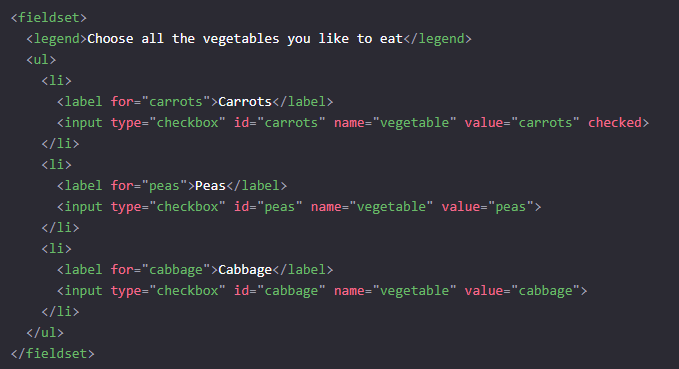 <fieldset>
  <legend>Choose all the vegetables you like to eat</legend>
  <ul>
    <li>
      <label for="carrots">Carrots</label>
      <input type="checkbox" id="carrots" name="vegetable" value="carrots" checked>
    </li>
    <li>
      <label for="peas">Peas</label>
      <input type="checkbox" id="peas" name="vegetable" value="peas">
    </li>
    <li>
      <label for="cabbage">Cabbage</label>
      <input type="checkbox" id="cabbage" name="vegetable" value="cabbage">
    </li>
  </ul>
</fieldset>